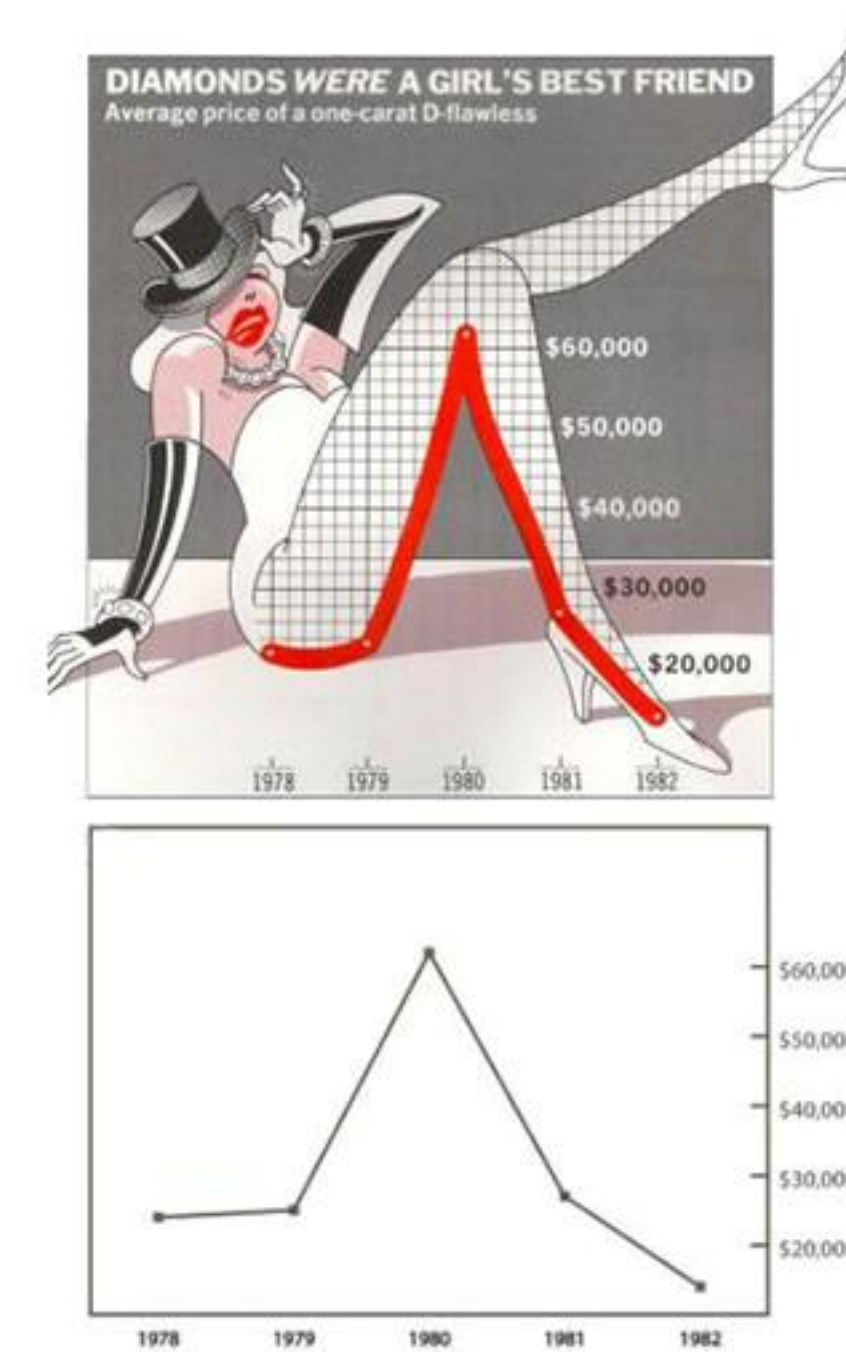 DIAMONDS WERE A GIRL'S BEST FRIEND
Average price of a one-carat D-flawless
$60,000
$50,000
$40,000
$30,000
$20,000
1978 1979 1980 1981 1982
$60,00
$50,00
$40,00
$30,00
$20,00
1978 1979 1980 1981 1982